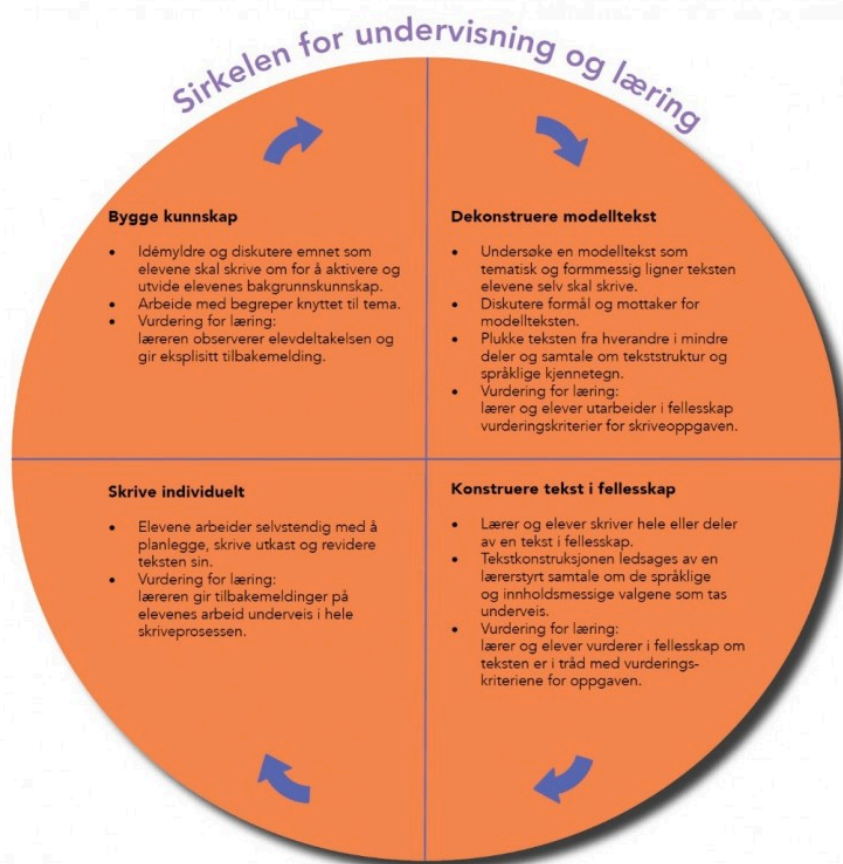 Sirkelen for undervisning og læring
Bygge kunnskap
• Idémyldre og diskutere emnet som
elevene skal skrive om for å aktivere og
utvide elevenes bakgrunnskunnskap.
• Arbeide med begreper knyttet til tema.
• Vurdering for læring:
læreren observerer elevdeltakelsen og
gir eksplisitt tilbakemelding.
Dekonstruere modelltekst
• Undersøke en modelltekst som
tematisk og formmessig ligner teksten
elevene selv skal skrive.
• Diskutere formål og mottaker for
modellteksten.
• Plukke teksten fra hverandre i mindre
deler og samtale om tekststruktur og
språklige kjennetegn.
• Vurdering for læring:
lærer og elever utarbeider i fellesskap
vurderingskriterier for skriveoppgaven.
Skrive individuelt
• Elevene arbeider selvstendig med å
planlegge, skrive utkast og revidere
teksten sin.
• Vurdering for læring:
læreren gir tilbakemeldinger på
elevenes arbeid underveis i hele
skriveprosessen.
Konstruere tekst i fellesskap
• Lærer og elever skriver hele eller deler
av en tekst i fellesskap.
• Tekstkonstruksjonen ledsages av en
lærerstyrt samtale om de språklige
og innholdsmessige valgene som tas
underveis.
• Vurdering for læring:
lærer og elever vurderer i fellesskap om
teksten er i tråd med vurderings-
kriteriene for oppgaven.